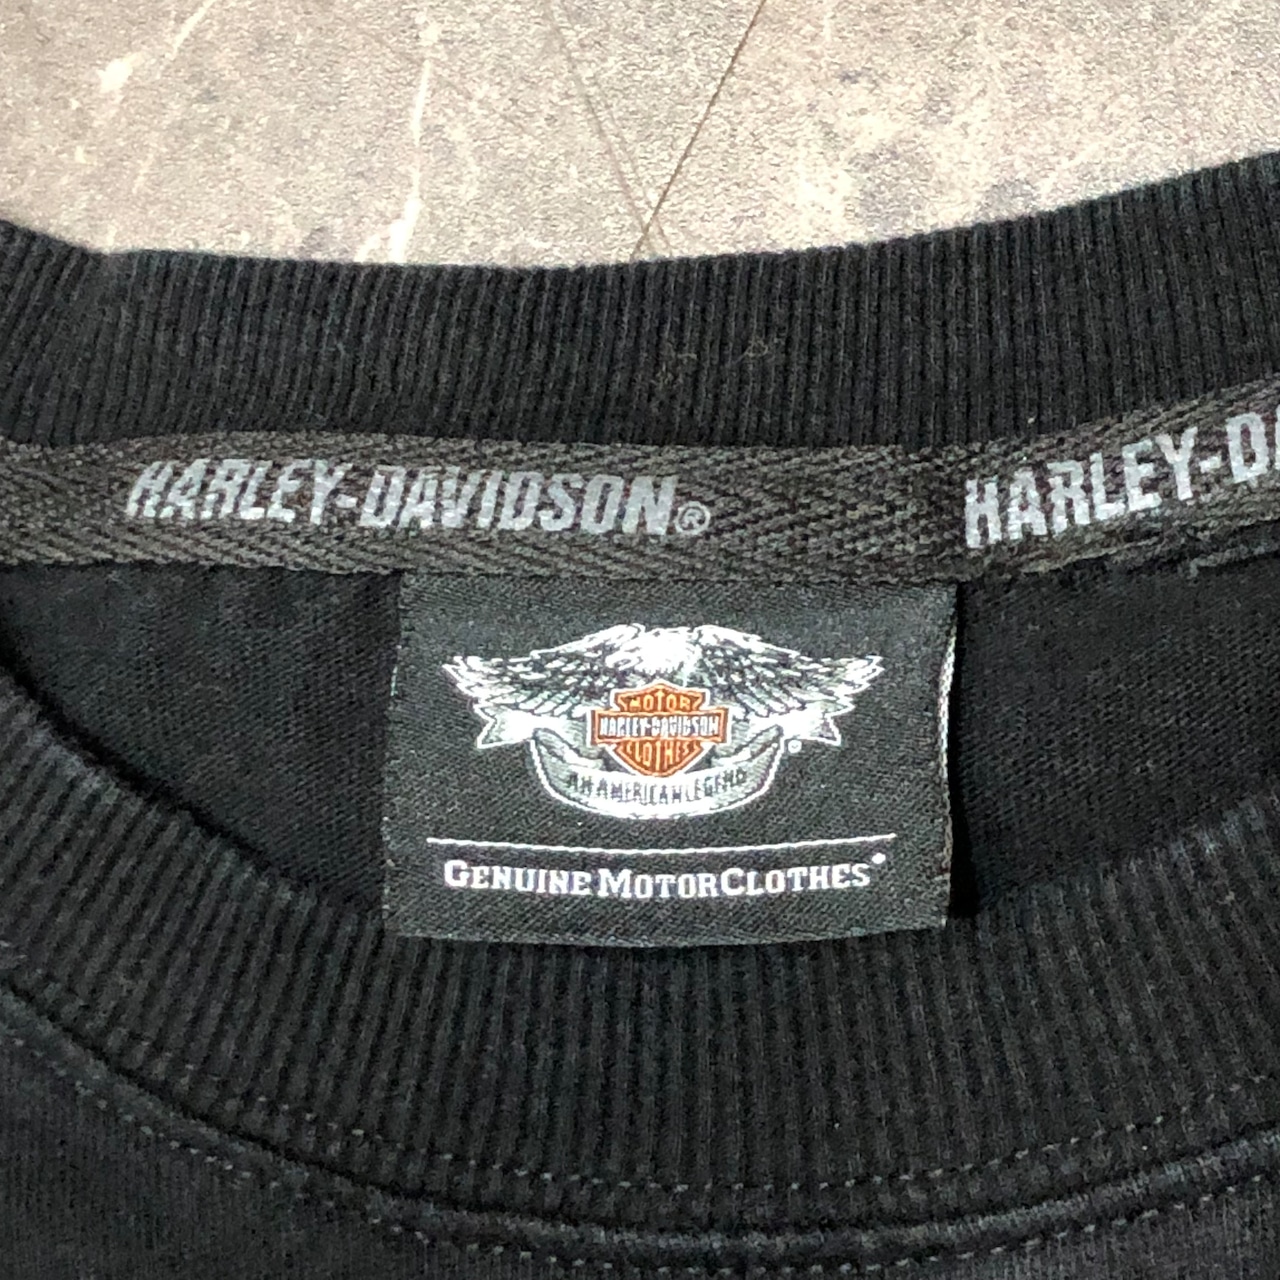 HARLEY-DAVIDSON®
HARLEY-D
MOTOR
HARLEY-DAVIDSON
CLOTHES
®
AN AMERICAN LEGEND
GENUINE MOTORCLOTHES®